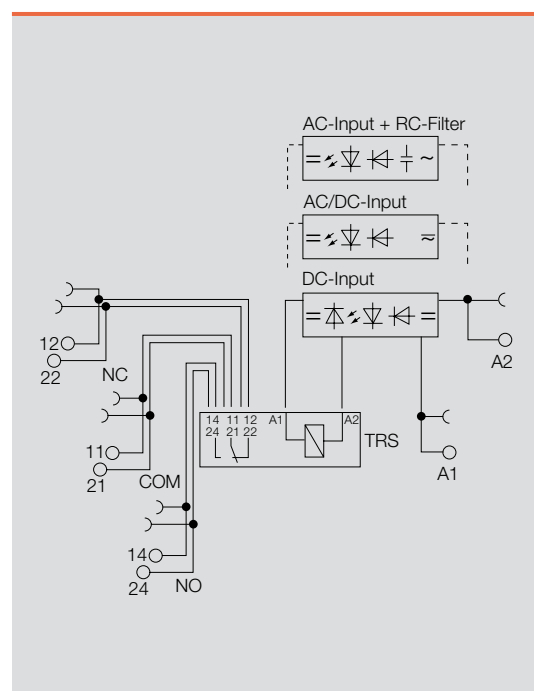 AC-Input + RC-Filter
= ~
AC/DC-Input
=
DC-Input
= =
12
22
NC
A2
14 11 12 A1 A2
24 21 22
TRS
11
21
COM
A1
14
24
NO